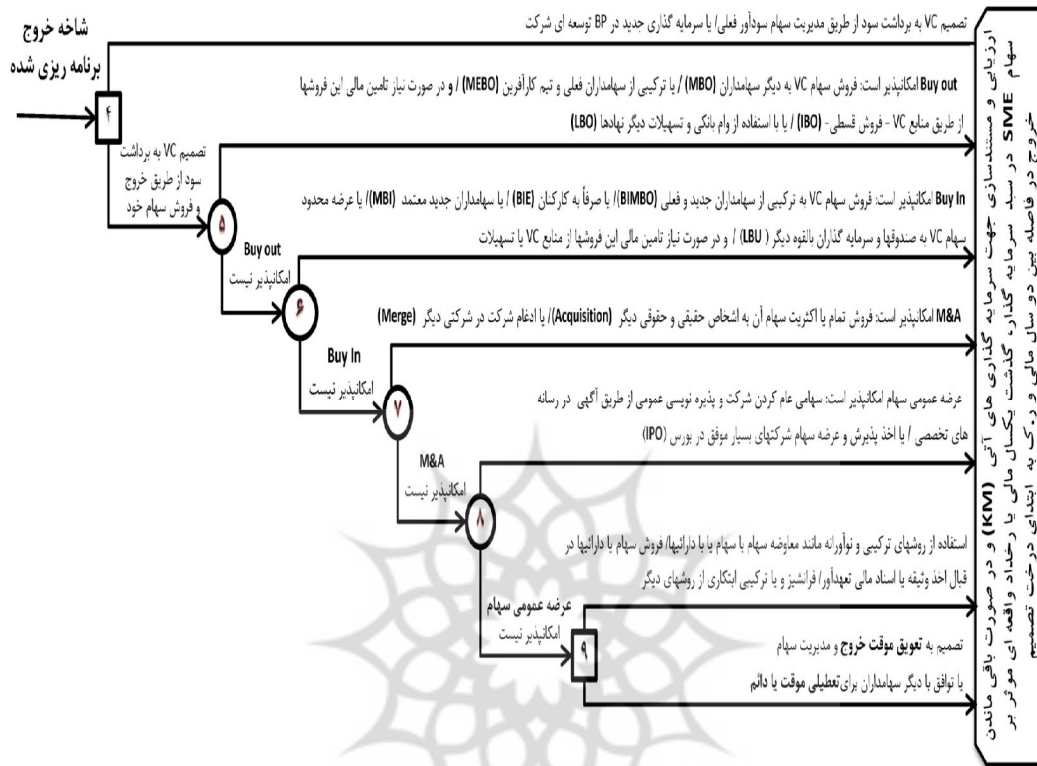 شاخه خروج
برنامه ریزی شده
۴
تصمیم VC به برداشت سود از طریق مدیریت سهام سودآور فعلی/ یا سرمایه گذاری جدید در BP توسعه ای شرکت
تصمیم VC به برداشت
سود از طریق خروج
و فروش سهام خود
۵
Buy out امکانپذیر است: فروش سهام VC به دیگر سهامداران (MBO) / یا ترکیبی از سهامداران فعلی و تیم کارآفرین (MEBO) / و در صورت نیاز تامین مالی این فروشها
از طریق منابع VC - فروش قسطی- (IBO) / یا با استفاده از وام بانکی و تسهیلات دیگر نهادها (LBO)
Buy out
امکانپذیر نیست
۶
Buy In امکانپذیر است: فروش سهام VC به ترکیبی از سهامداران جدید و فعلی (BIMBO)/ یا صرفاً به کارکنان (BIE) / یا سهامداران جدید معتمد (MBI)/ یا عرضه محدود
سهام VC به صندوقها و سرمایه گذاران بالقوه دیگر ( LBU) / و در صورت نیاز تامین مالی این فروشها از منابع VC یا تسهیلات
Buy In
امکانپذیر نیست
۷
M&A امکانپذیر است: فروش تمام یا اکثریت سهام آن به اشخاص حقیقی و حقوقی دیگر (Acquisition)/ یا ادغام شرکت در شرکتی دیگر (Merge)
M&A
امکانپذیر نیست
۸
عرضه عمومی سهام امکانپذیر است: سهامی عام کردن شرکت و پذیره نویسی عمومی از طریق آگهی در رسانه
های تخصصی / یا اخذ پذیرش و عرضه سهام شرکتهای بسیار موفق در بورس (IPO)
عرضه عمومی سهام
امکانپذیر نیست
۹
استفاده از روشهای ترکیبی و نوآورانه مانند معاوضه سهام با سهام یا با دارائیها/ فروش سهام یا دارائیها در
قبال اخذ وثیقه یا اسناد مالی تعهدآور/ فرانشیز و یا ترکیبی ابتکاری از روشهای دیگر
تصمیم به تعویق موقت خروج و مدیریت سهام
یا توافق با دیگر سهامداران برای تعطیلی موقت یا دائم
ارزیابی و مستندسازی جهت سرمایه گذاری های آتی (KM) و در صورت باقی ماندن
سهام SME در سبد سرمایه گذار، گذشت یکسال مالی یا رخداد واقعه ای موثر بر
خروج در فاصله بین دو سال مالی و ر.ک به ابتدای درخت تصمیم